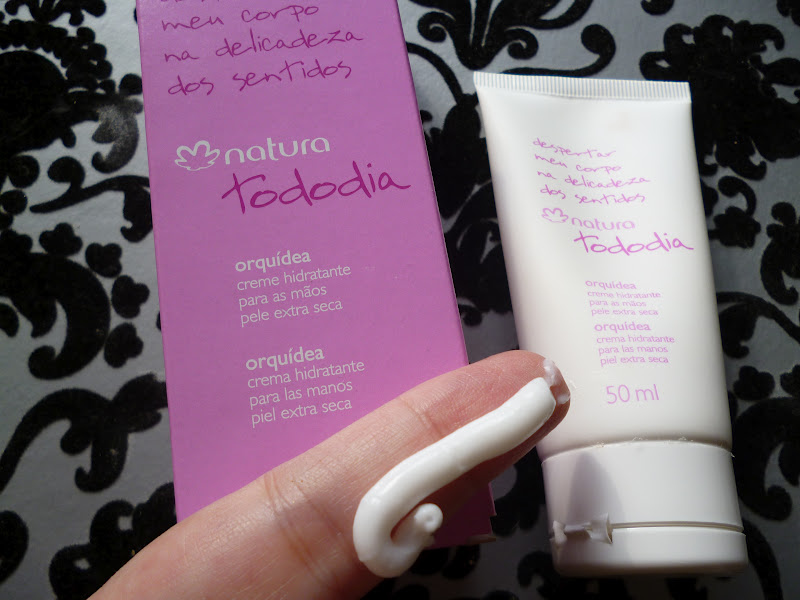 meu corpo
na delicadeza
dos sentidos
natura
tododia
orquídea
creme hidratante
para as mãos
pele extra seca
orquídea
crema hidratante
para las manos
piel extra seca
despertar
meu corpo
na delicadeza
dos sentidos
natura
tododia
orquídea
creme hidratante
para as mãos
pele extra seca
orquídea
crema hidratante
para las manos
piel extra seca
50 ml